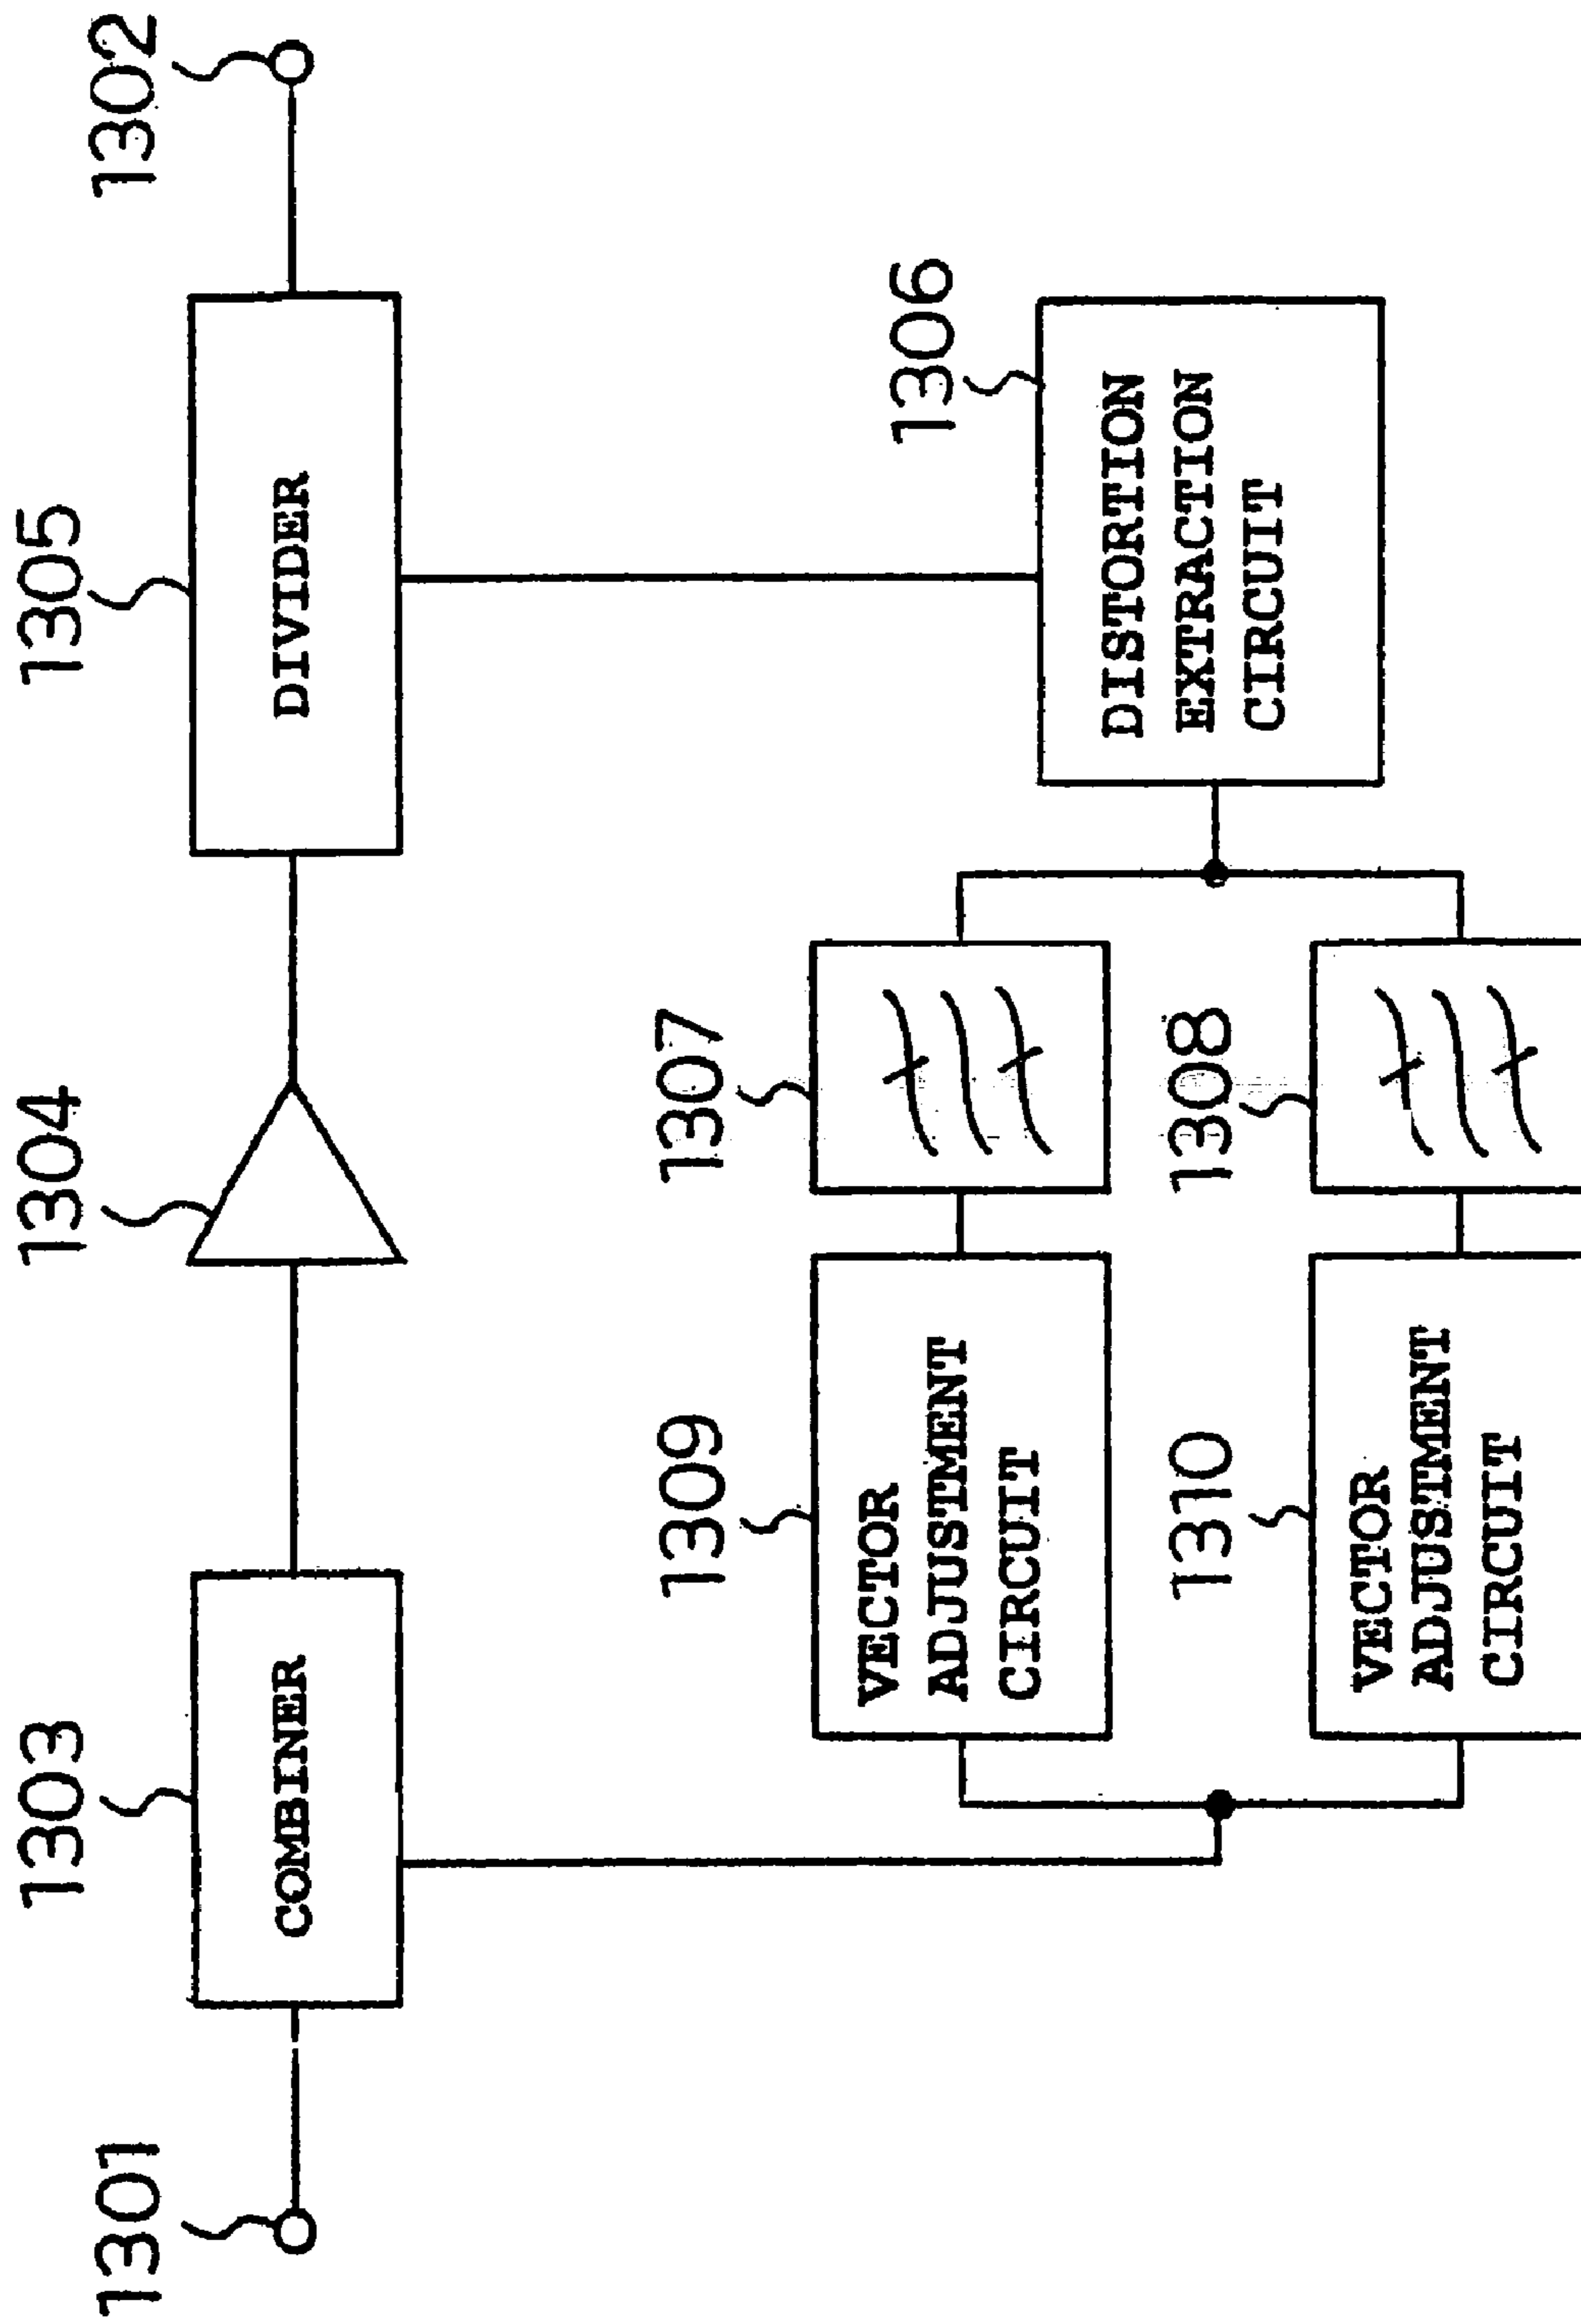 1301
1303
COMBINER
1304
1305
DIVIDER
1302
1309
VECTOR
ADJUSTMENT
CIRCUIT
1307
1306
DISTORTION
EXTRACTION
CIRCUIT
1310
VECTOR
ADJUSTMENT
CIRCUIT
1308